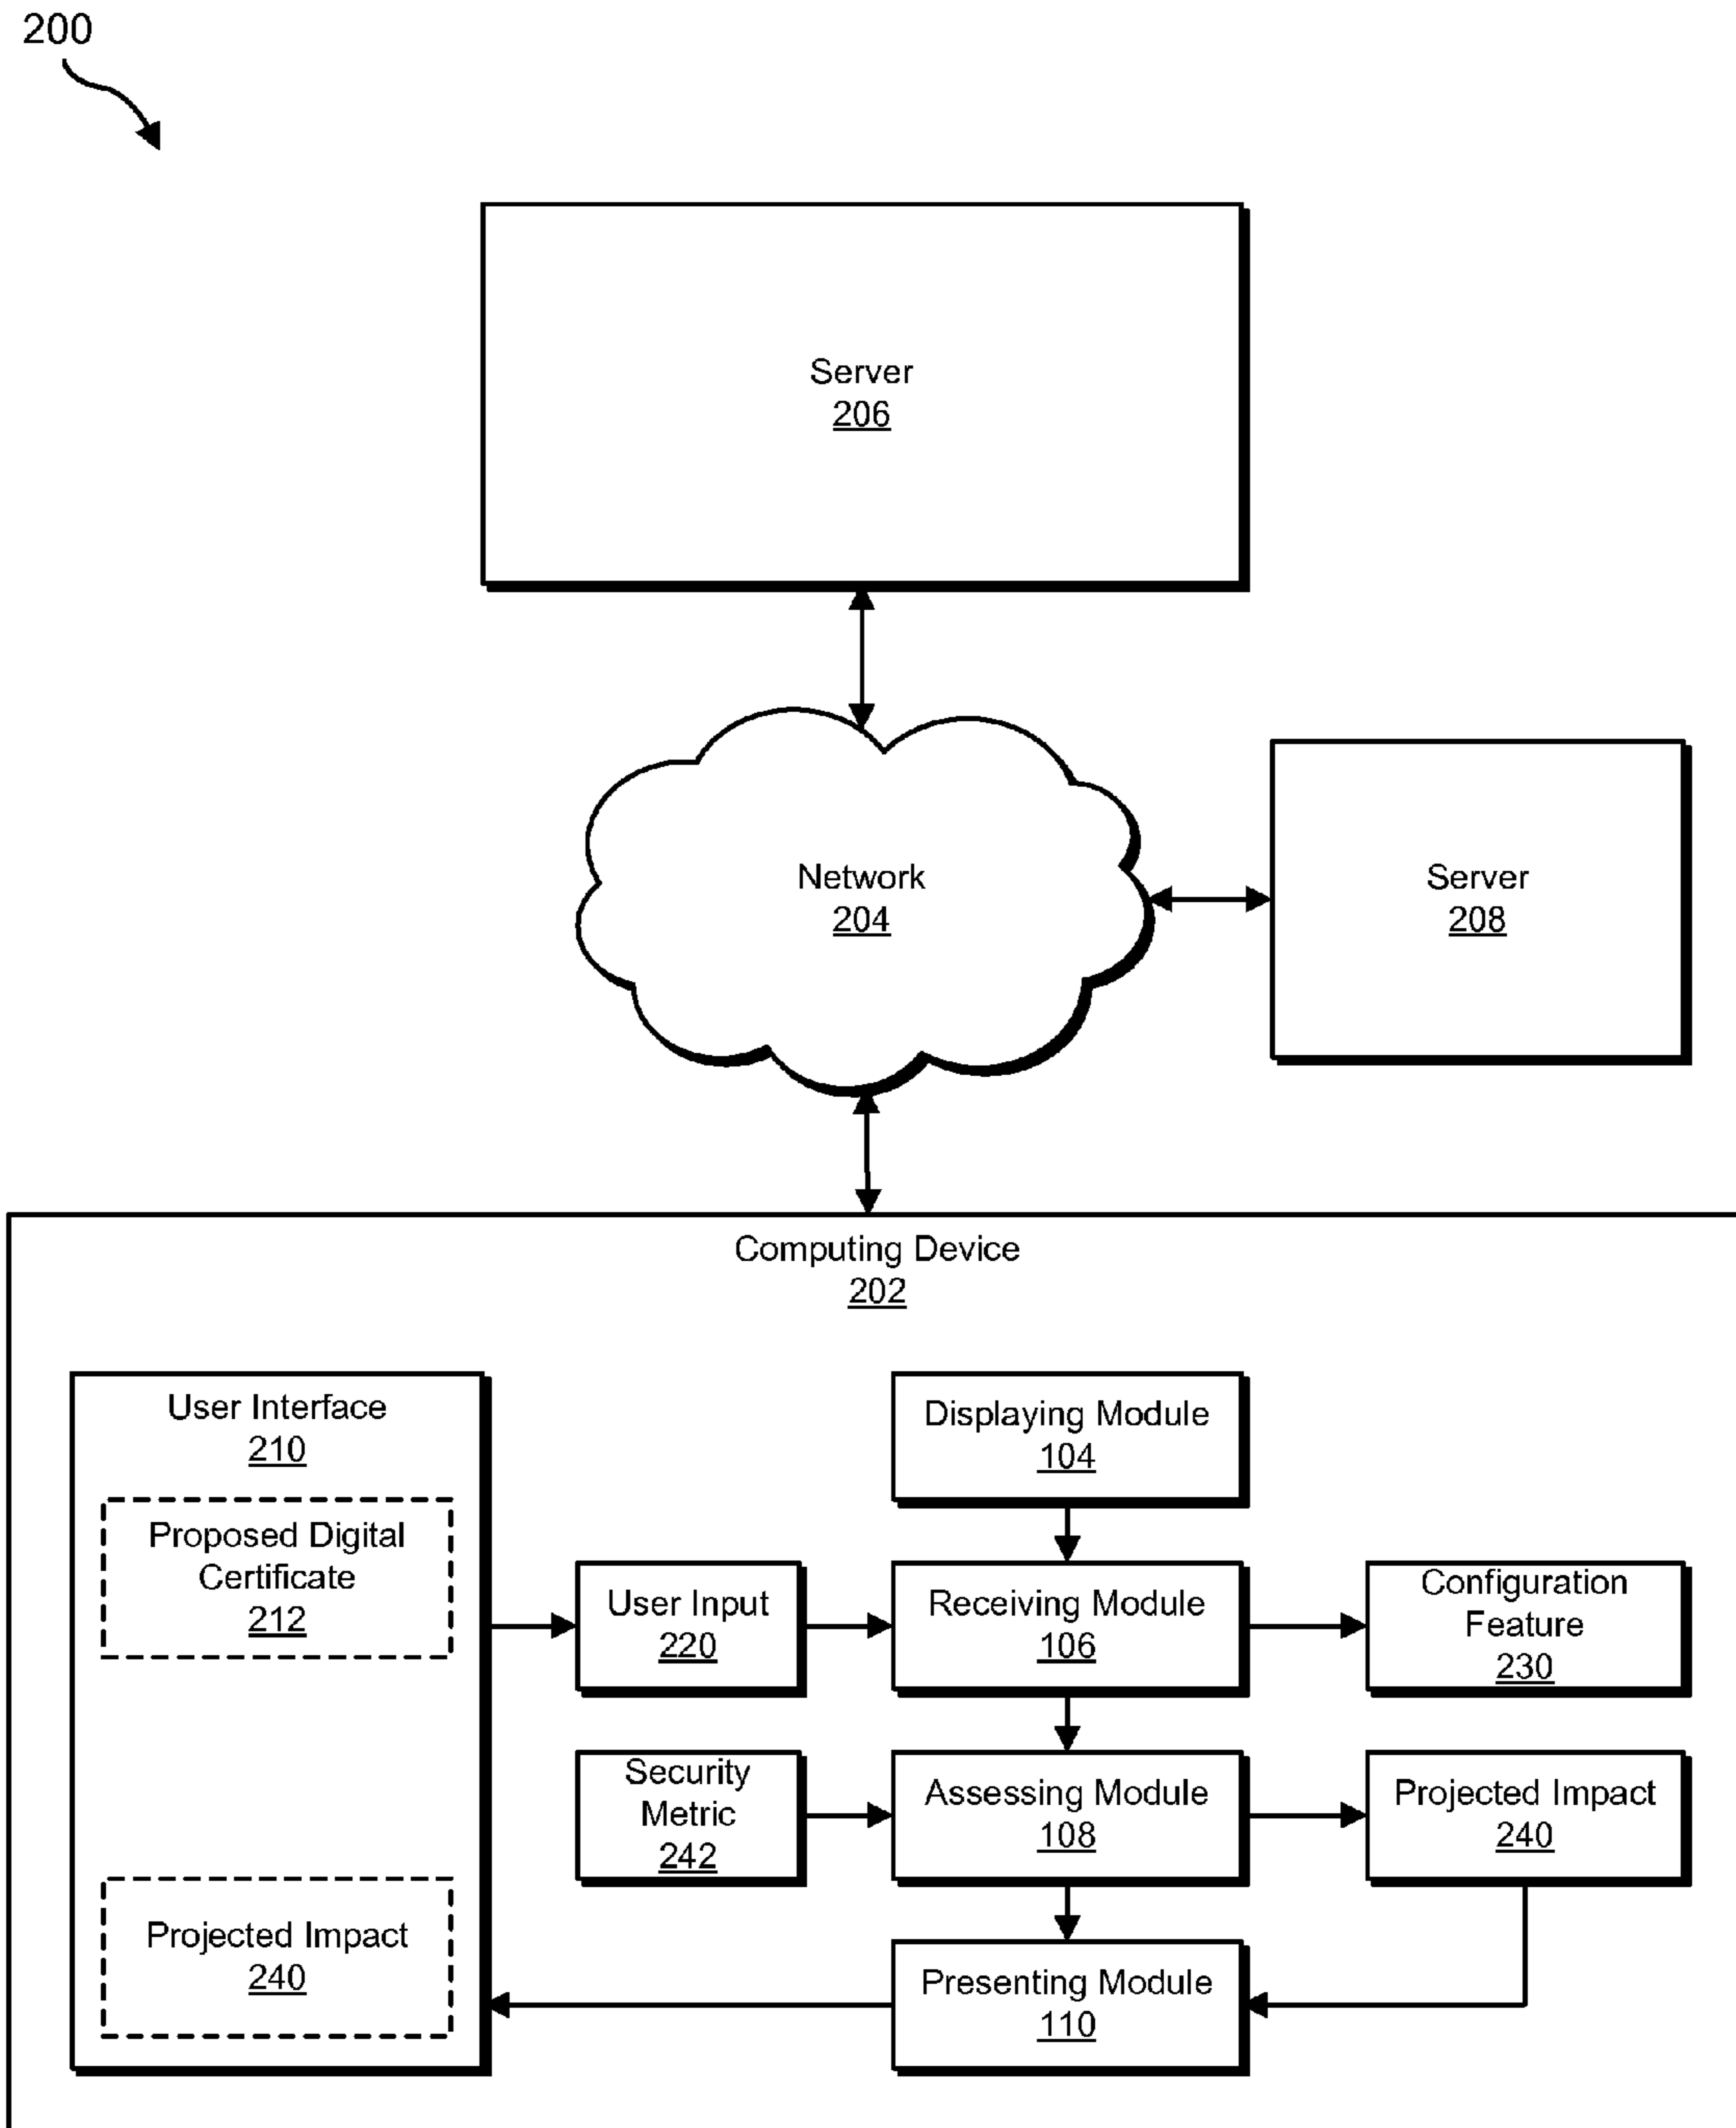 200
Server
206
Network
204
Server
208
Computing Device
202
User Interface
210
Proposed Digital
Certificate
212
Projected Impact
240
User Input
220
Security
Metric
242
Displaying Module
104
Receiving Module
106
Assessing Module
108
Presenting Module
110
Configuration
Feature
230
Projected Impact
240